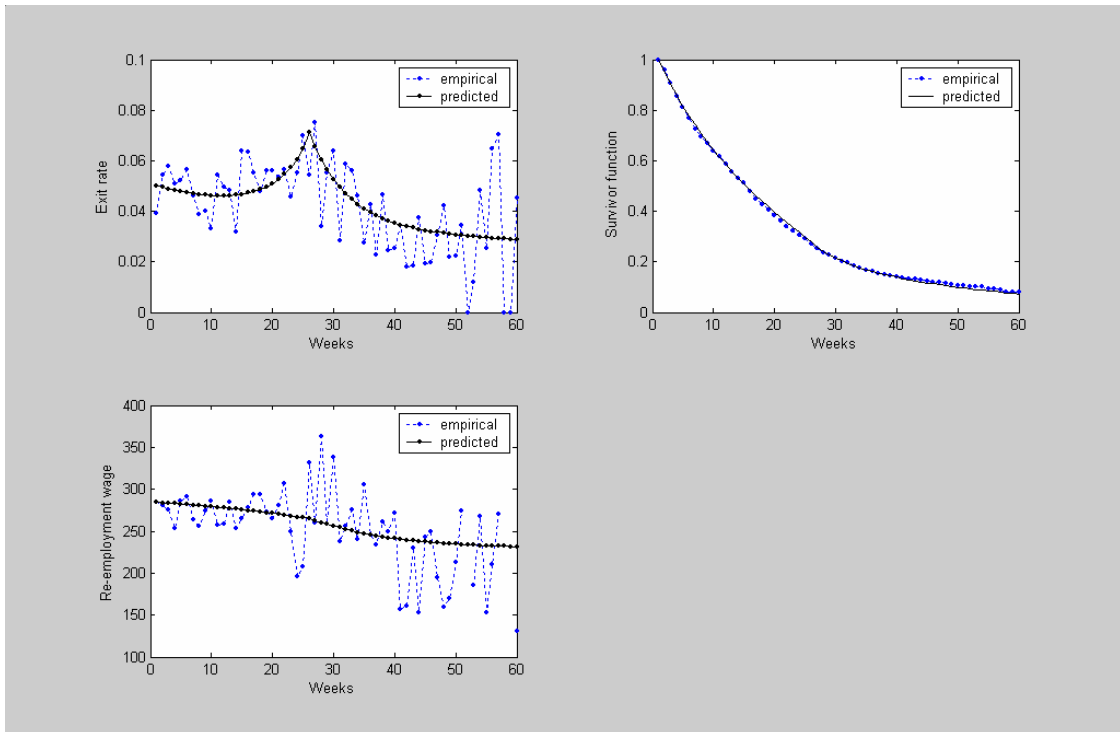 0.1
0.08
0.06
0.04
0.02
0
Exit rate
empirical
predicted
0 10 20 30 40 50 60
Weeks
1
0.8
0.6
0.4
0.2
0
Survivor function
empirical
predicted
0 10 20 30 40 50 60
Weeks
400
350
300
250
200
150
100
Re-employment wage
empirical
predicted
0 10 20 30 40 50 60
Weeks